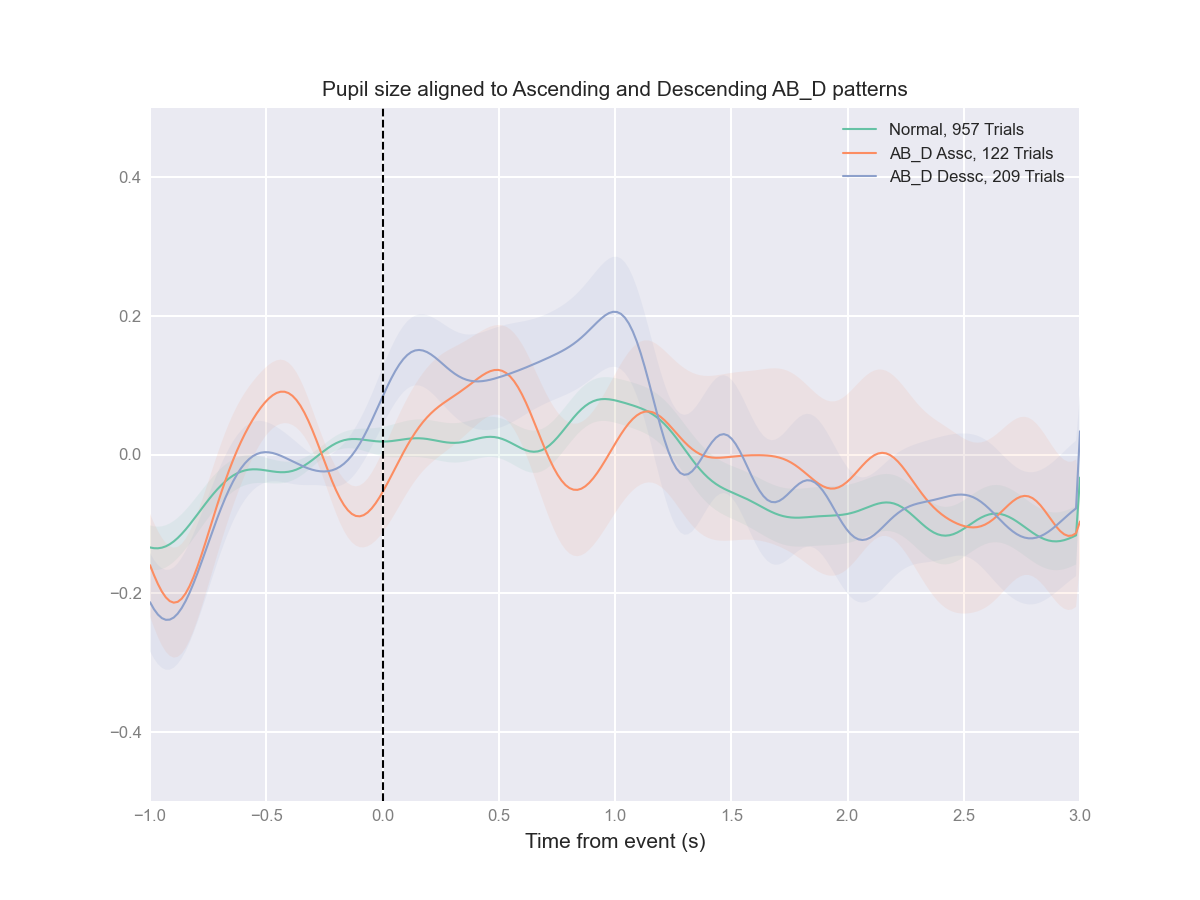 Pupil size aligned to Ascending and Descending AB_D patterns
Normal, 957 Trials
AB_D Assc, 122 Trials
AB_D Dessc, 209 Trials
0.4
0.2
0.0
−0.2
−0.4
−1.0 −0.5 0.0 0.5 1.0 1.5 2.0 2.5 3.0
Time from event (s)